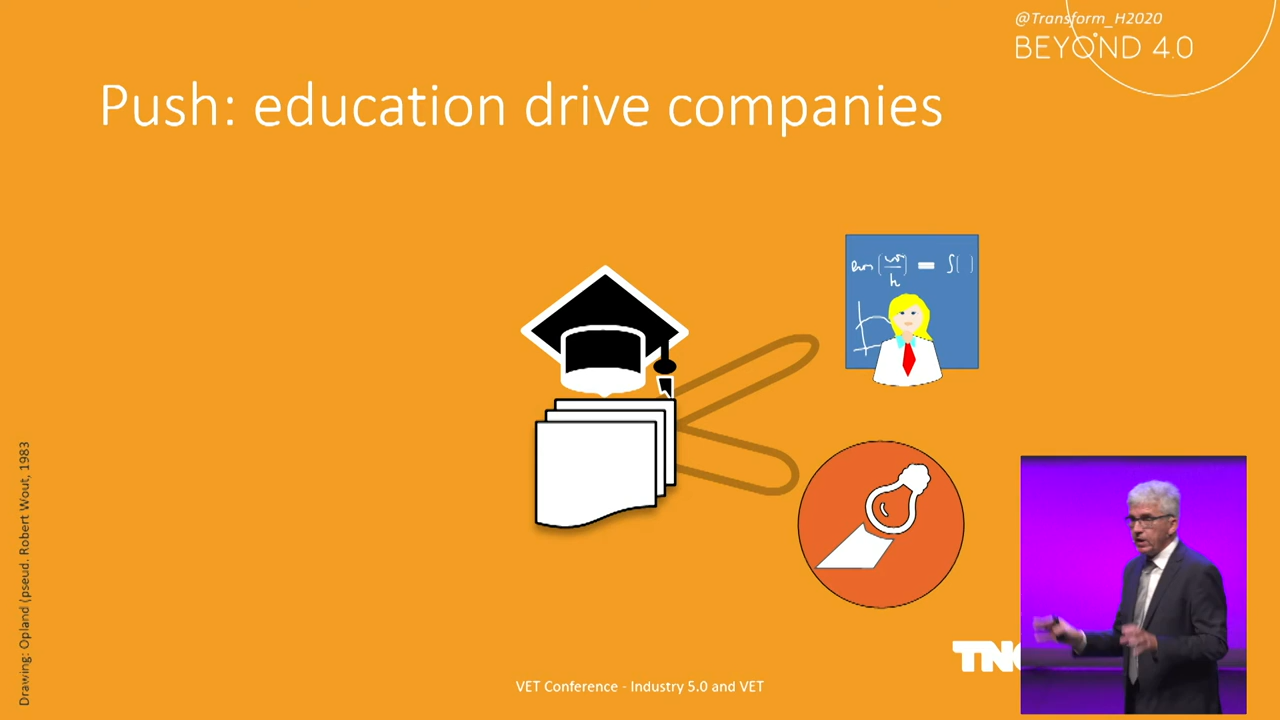 @Transform_H2020
BEYOND 4.0
Push: education drive companies
Drawing: Opland (pseud. Robert Wout, 1983
VET Conference - Industry 5.0 and VET